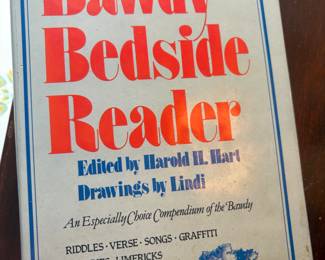 Bawdy
Bedside
Reader
Edited by Harold H. Hart
Drawings by Lindi
An Especially Choice Compendium of the Bawdy
RIDDLES · VERSE · SONGS · GRAFFITI
LIMERICKS